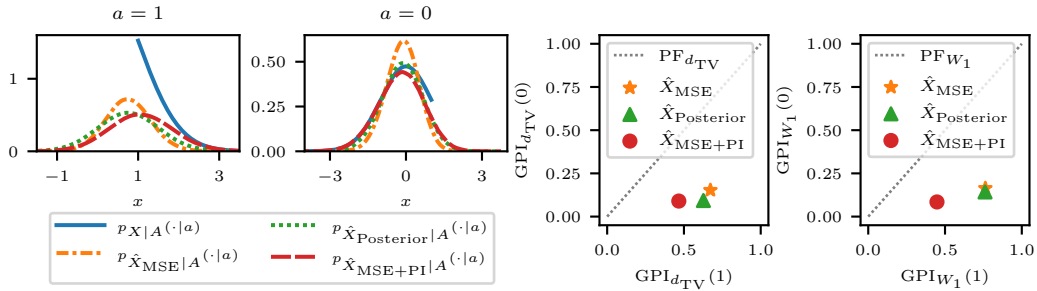 a = 1
1
0
−1
1
3
x
a = 0
0.50
0.25
0.00
−3
0
3
x
p_{X|A}(·|a)
p_{X̂_MSE|A}(·|a)
p_{X̂_Posterior|A}(·|a)
p_{X̂_MSE+PI|A}(·|a)
GPI_{d_TV}(0)
1.00
0.75
0.50
0.25
0.00
PF_{d_TV}
X̂_MSE
X̂_Posterior
X̂_MSE+PI
0.0
0.5
1.0
GPI_{d_TV}(1)
GPI_{W_1}(0)
1.00
0.75
0.50
0.25
0.00
PF_{W_1}
X̂_MSE
X̂_Posterior
X̂_MSE+PI
0.0
0.5
1.0
GPI_{W_1}(1)